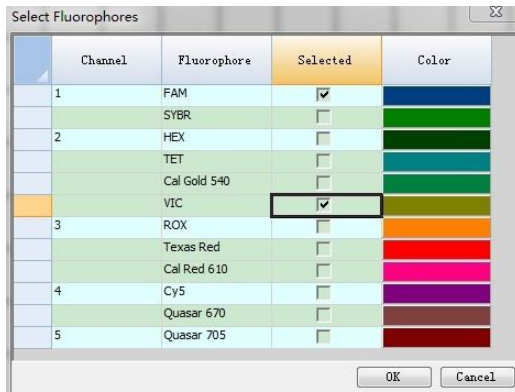 Select Fluorophores
Channel Fluorophore Selected Color
1 FAM
SYBR
2 HEX
TET
Cal Gold 540
VIC
3 ROX
Texas Red
Cal Red 610
4 Cy5
Quasar 670
5 Quasar 705
OK Cancel